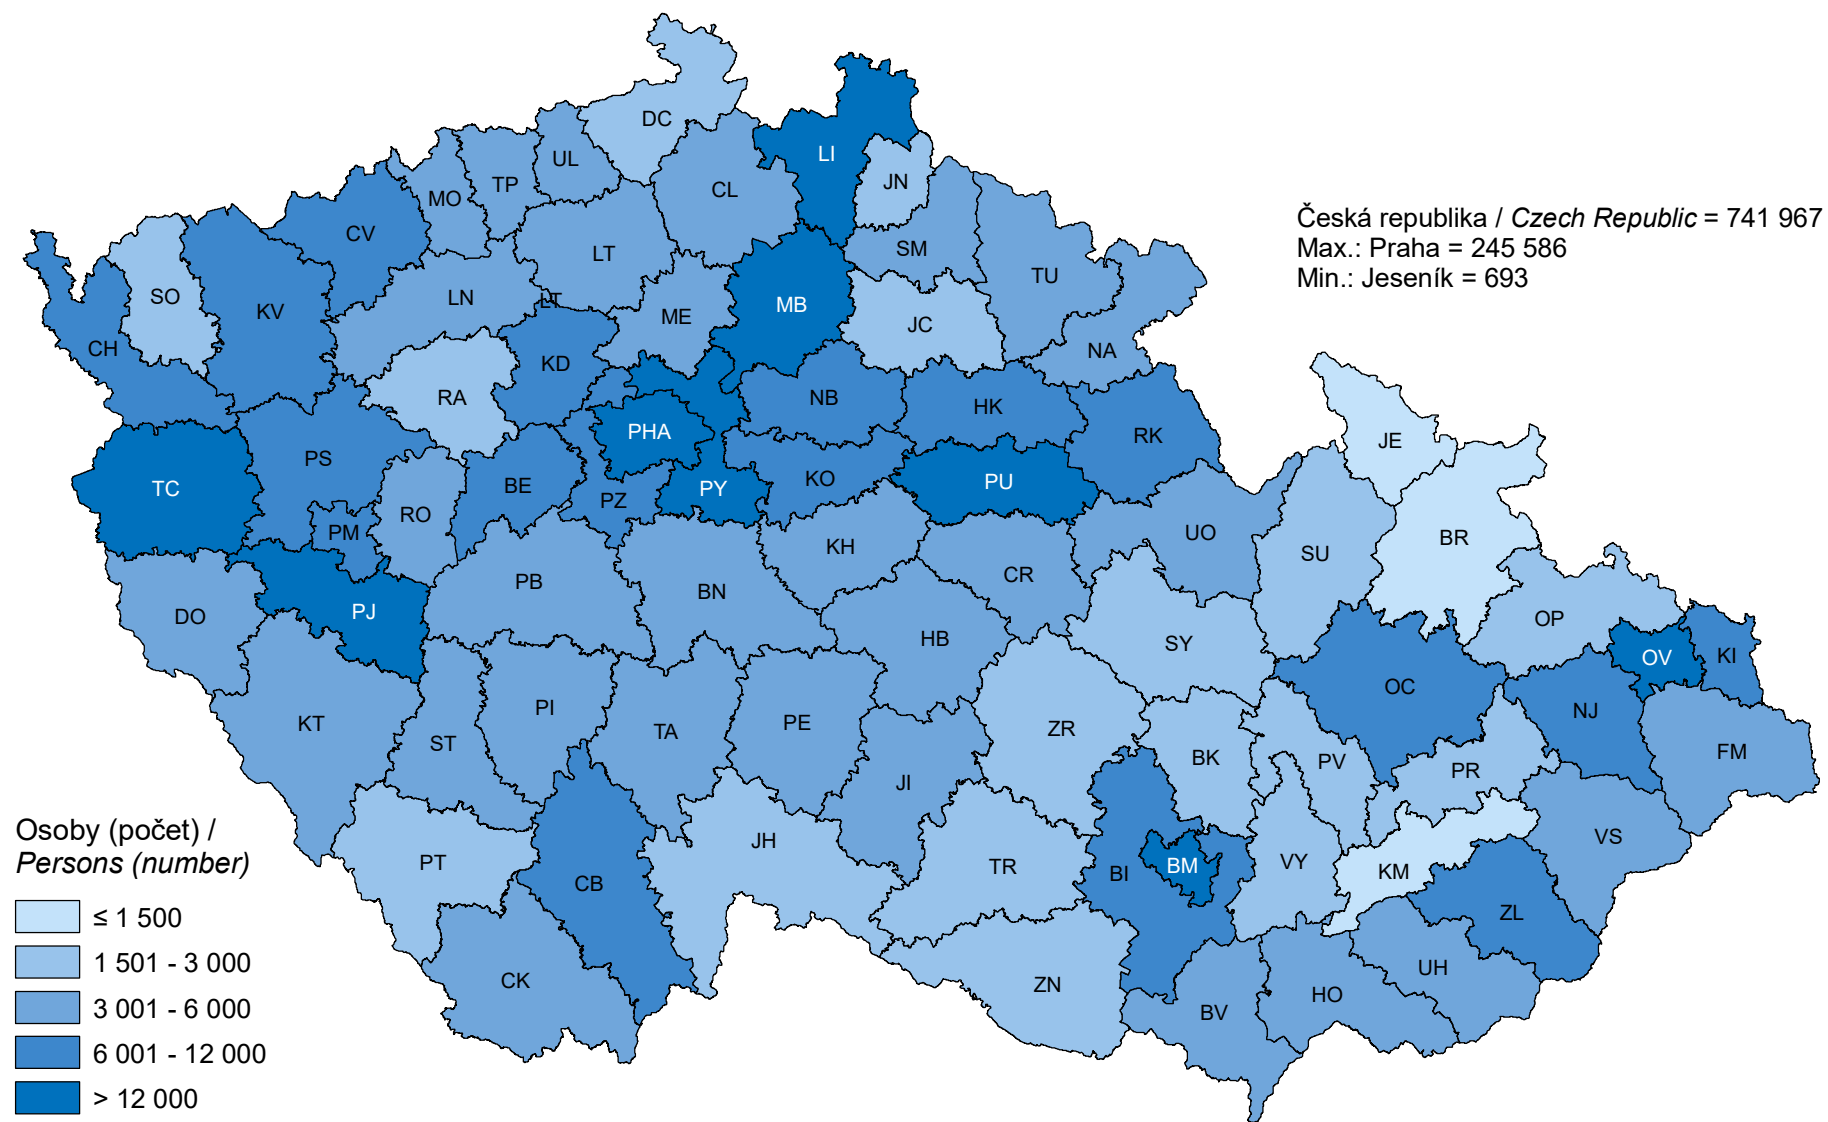 DC
LI
UL
JN
TP
CL
MO
CV
SM
LT
TU
SO
LN
LT
KV
MB
ME
JC
CH
NA
KD
RA
NB
HK
PHA
RK
JE
PS
TC
BE
PZ
PY
KO
PU
RO
PM
UO
BR
KH
SU
CR
PB
BN
PJ
DO
HB
SY
OP
OV
KI
OC
KT
PI
ST
TA
PE
ZR
NJ
BK
PV
PR
FM
JI
JH
VS
PT
TR
BI
BM
VY
KM
CB
ZL
CK
ZN
UH
HO
BV
Česká republika / Czech Republic = 741 967
Max.: Praha = 245 586
Min.: Jeseník = 693
Osoby (počet) /
Persons (number)
≤ 1 500
1 501 - 3 000
3 001 - 6 000
6 001 - 12 000
> 12 000